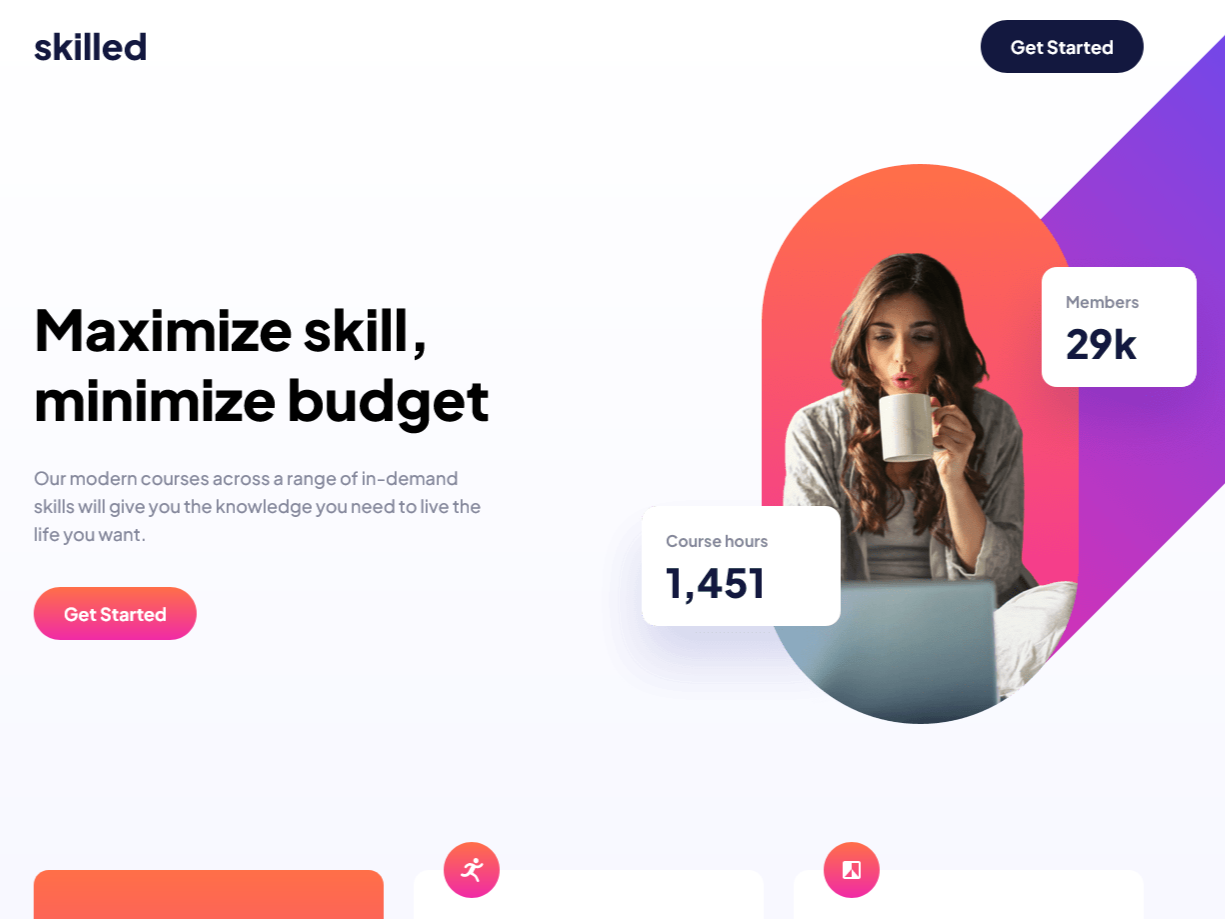 skilled
Get Started
Maximize skill,
minimize budget
Our modern courses across a range of in-demand
skills will give you the knowledge you need to live the
life you want.
Get Started
Members
29k
Course hours
1,451